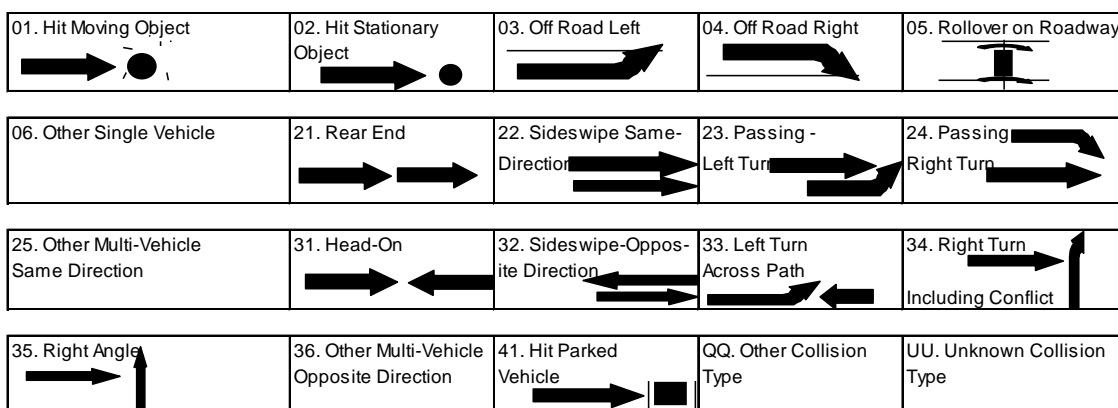 01. Hit Moving Object
02. Hit Stationary
Object
03. Off Road Left
04. Off Road Right
05. Rollover on Roadway
06. Other Single Vehicle
21. Rear End
22. Sideswipe Same-
Direction
23. Passing -
Left Turn
24. Passing
Right Turn
25. Other Multi-Vehicle
Same Direction
31. Head-On
32. Sideswipe-Oppos-
ite Direction
33. Left Turn
Across Path
34. Right Turn
Including Conflict
35. Right Angle
36. Other Multi-Vehicle
Opposite Direction
41. Hit Parked
Vehicle
QQ. Other Collision
Type
UU. Unknown Collision
Type